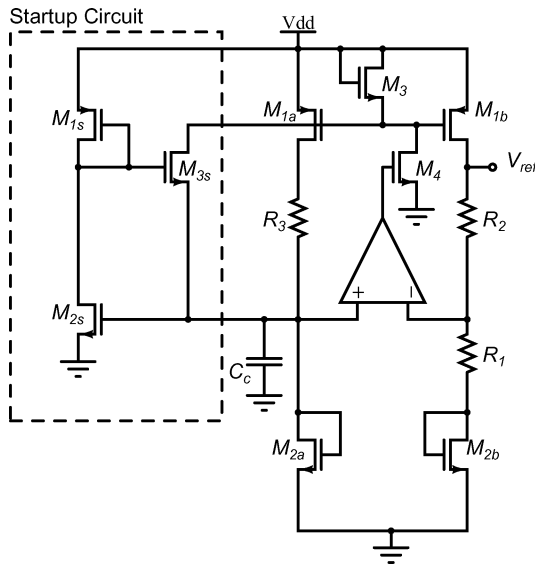 Startup Circuit
Vdd
M1s
M3s
M1a
M3
M1b
M4
Vref
R3
R2
+
–
M2s
Cc
R1
M2a
M2b